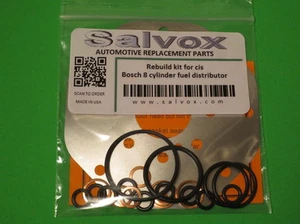 Salvox
AUTOMOTIVE REPLACEMENT PARTS
Rebuild kit for cis
Bosch 8 cylinder fuel distributor
SCAN TO ORDER
MADE IN USA
www.salvox.com